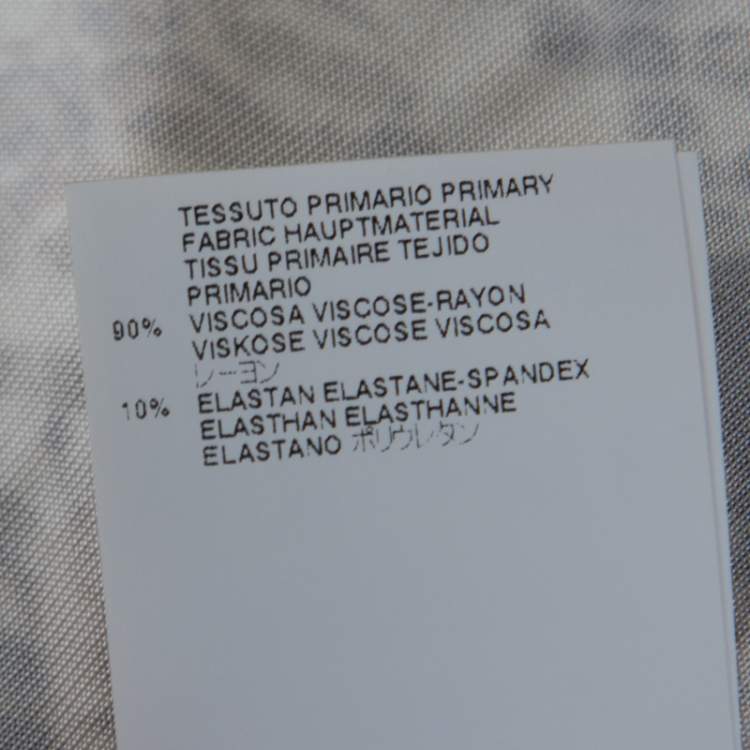 TESSUTO PRIMARIO PRIMARY
FABRIC HAUPTMATERIAL
TISSU PRIMAIRE TEJIDO
PRIMARIO
90% VISCOSA VISCOSE-RAYON
VISKOSE VISCOSE VISCOSA
レーヨン
10% ELASTAN ELASTANE-SPANDEX
ELASTHAN ELASTHANNE
ELASTANO ポリウレタン